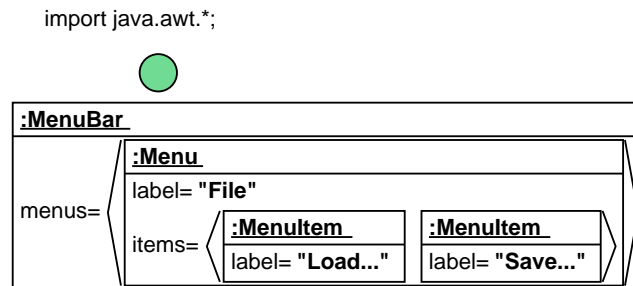 import java.awt.*;
:MenuBar
:Menu
label= "File"
menus=
items=
:MenuItem :MenuItem
label= "Load..." label= "Save..."